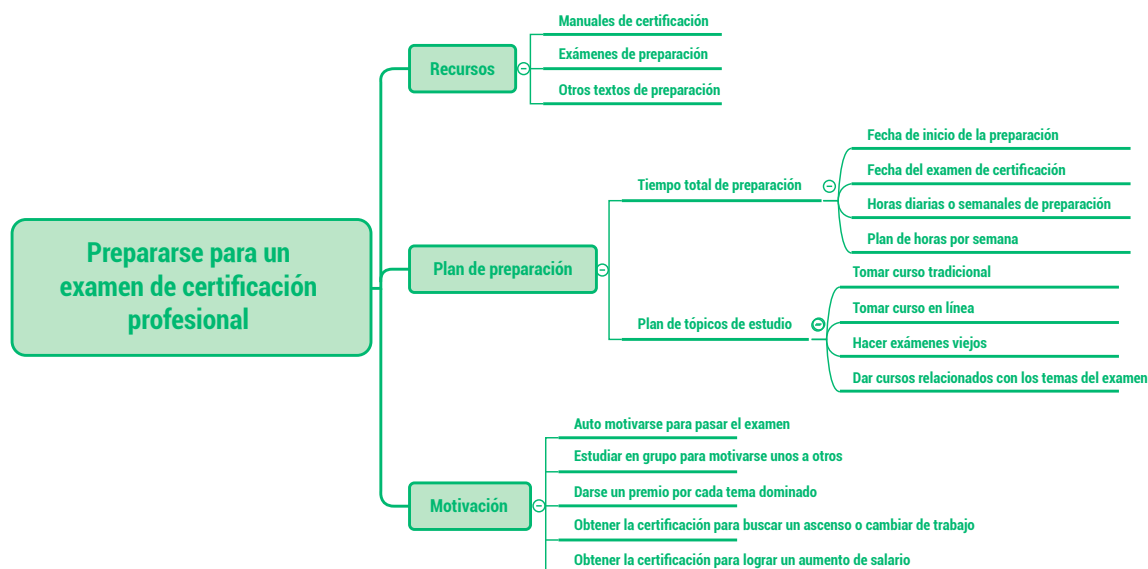 Prepararse para un
examen de certificación
profesional
Recursos
Manuales de certificación
Exámenes de preparación
Otros textos de preparación
Plan de preparación
Tiempo total de preparación
Fecha de inicio de la preparación
Fecha del examen de certificación
Horas diarias o semanales de preparación
Plan de horas por semana
Plan de tópicos de estudio
Tomar curso tradicional
Tomar curso en línea
Hacer exámenes viejos
Dar cursos relacionados con los temas del examen
Motivación
Auto motivarse para pasar el examen
Estudiar en grupo para motivarse unos a otros
Darse un premio por cada tema dominado
Obtener la certificación para buscar un ascenso o cambiar de trabajo
Obtener la certificación para lograr un aumento de salario